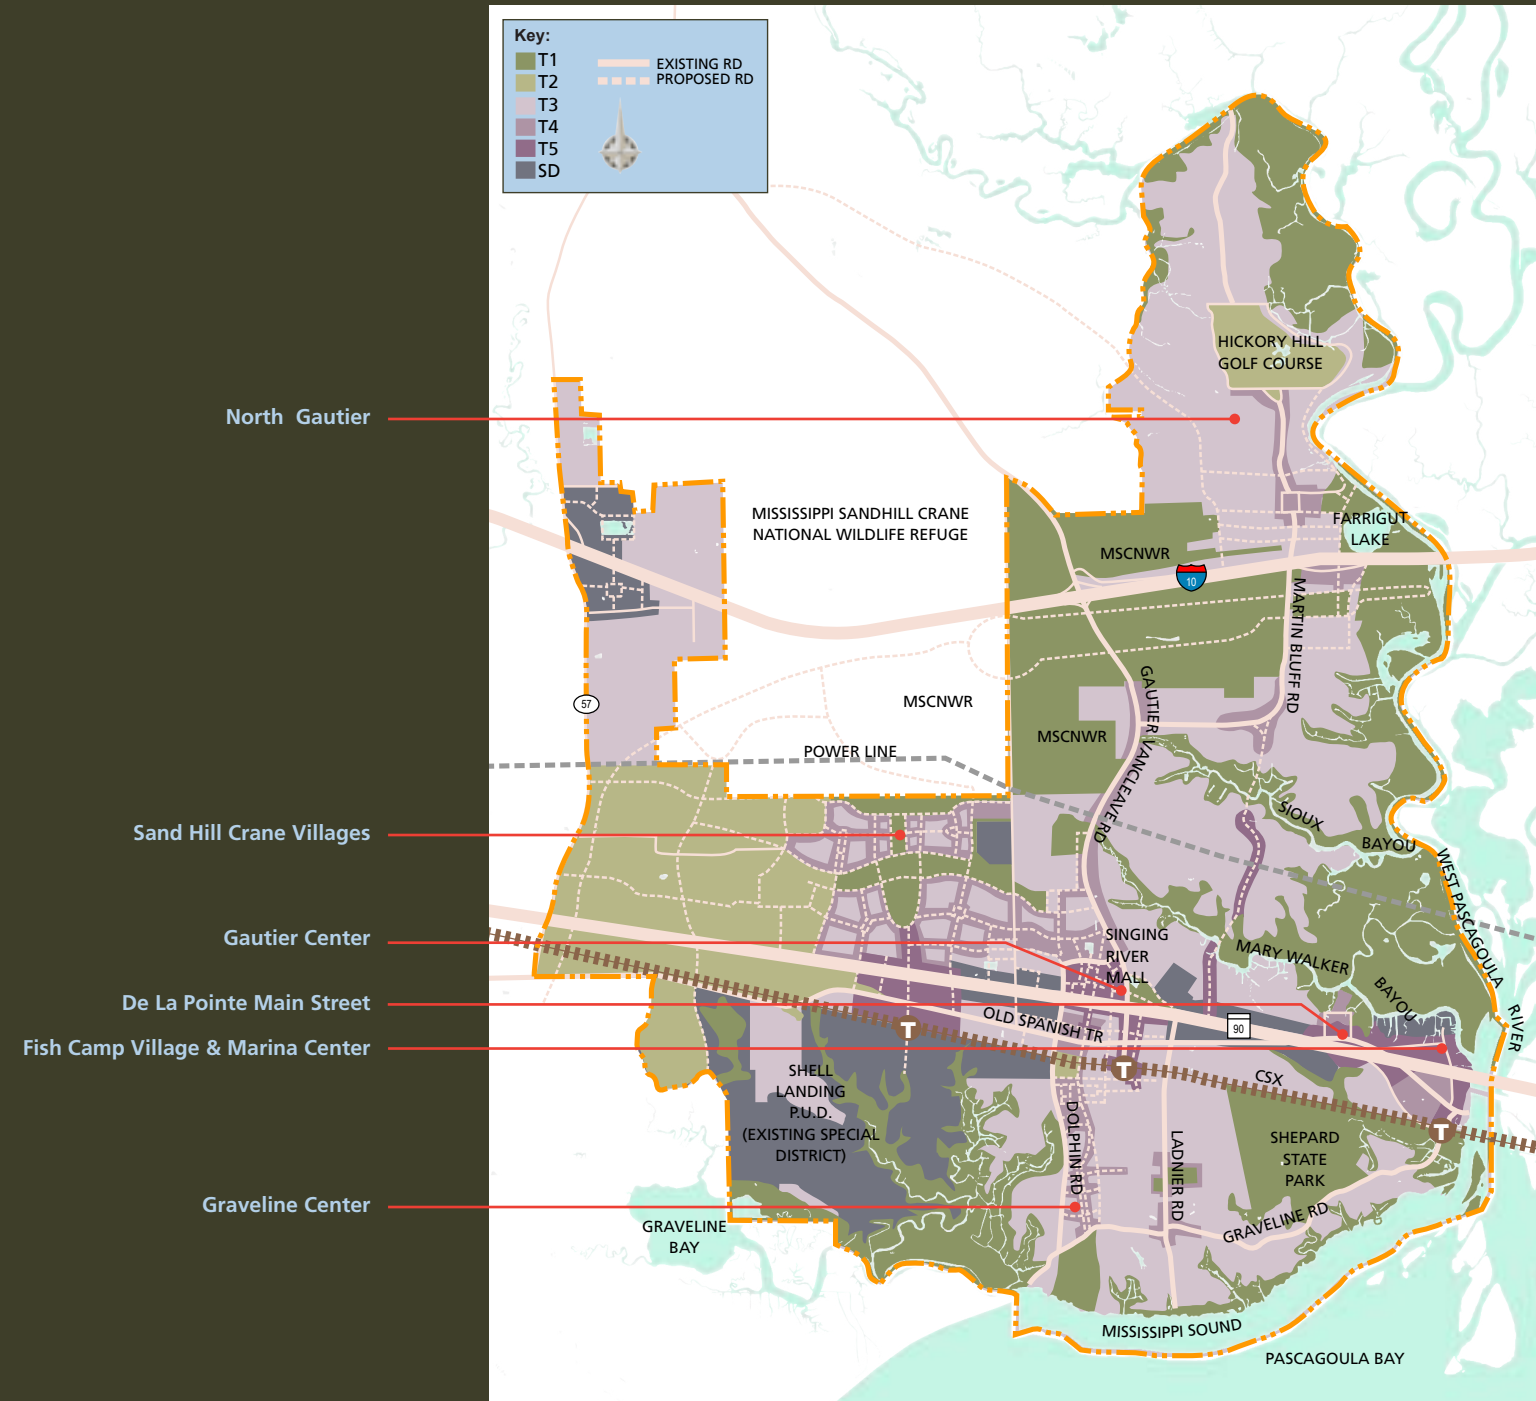 Key:
T1
T2
T3
T4
T5
SD
EXISTING RD
PROPOSED RD
North Gautier
Sand Hill Crane Villages
Gautier Center
De La Pointe Main Street
Fish Camp Village & Marina Center
Graveline Center
HICKORY HILL
GOLF COURSE
MISSISSIPPI SANDHILL CRANE
NATIONAL WILDLIFE REFUGE
FARRIGUT
LAKE
MSCNWR
10
MARTIN BLUFF RD
57
MSCNWR
GAUTIER VANCLEAVE RD
MSCNWR
POWER LINE
SIOUX
BAYOU
WEST PASCAGOULA
RIVER
SINGING
RIVER
MALL
MARY WALKER
BAYOU
OLD SPANISH TR
90
T
T
T
CSX
SHELL
LANDING
P.U.D.
(EXISTING SPECIAL
DISTRICT)
DOLPHIN RD
LADNIER RD
SHEPARD
STATE
PARK
GRAVELINE RD
GRAVELINE
BAY
MISSISSIPPI SOUND
PASCAGOULA BAY